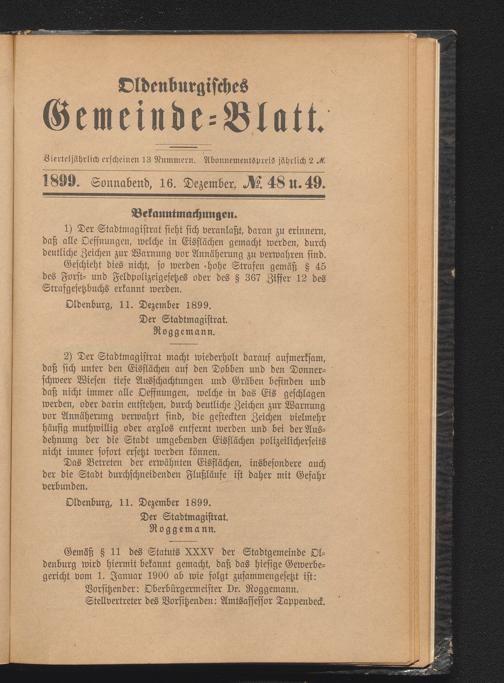 Oldenburgisches
Gemeinde-Blatt.
Vierteljährlich erscheinen 13 Nummern. Abonnementspreis jährlich 2 M.
1899. Sonnabend, 16. Dezember. № 48 u. 49.
Bekanntmachungen.
1) Der Stadtmagistrat sieht sich veranlaßt, daran zu erinnern,
daß alle Oeffnungen, welche in Eisflächen gemacht werden, durch
deutliche Zeichen zur Warnung vor Annäherung zu verwahren sind.
Geschieht dies nicht, so werden hohe Strafen gemäß § 45
des Forst- und Feldpolizeigesetzes oder des § 367 Ziffer 12 des
Strafgesetzbuchs erkannt werden.
Oldenburg, 11. Dezember 1899.
Der Stadtmagistrat.
Roggemann.
2) Der Stadtmagistrat macht wiederholt darauf aufmerksam,
daß sich unter den Eisflächen auf den Dobben und den Donner-
schweer Wiesen tiefe Ausschachtungen und Gräben befinden und
daß nicht immer alle Oeffnungen, welche in das Eis geschlagen
werden, oder darin entstehen, durch deutliche Zeichen zur Warnung
vor Annäherung verwahrt sind, die gesteckten Zeichen vielmehr
häufig muthwillig oder arglos entfernt werden und bei der Aus-
dehnung der die Stadt umgebenden Eisflächen polizeilicherseits
nicht immer sofort ersetzt werden können.
Das Betreten der erwähnten Eisflächen, insbesondere auch
der die Stadt durchschneidenden Flußläufe ist daher mit Gefahr
verbunden.
Oldenburg, 11. Dezember 1899.
Der Stadtmagistrat.
Roggemann.
Gemäß § 11 des Statuts XXXV der Stadtgemeinde Ol-
denburg wird hiermit bekannt gemacht, daß das hiesige Gewerbe-
gericht vom 1. Januar 1900 ab wie folgt zusammengesetzt ist:
Vorsitzender: Oberbürgermeister Dr. Roggemann.
Stellvertreter des Vorsitzenden: Amtsassessor Tappenbeck.